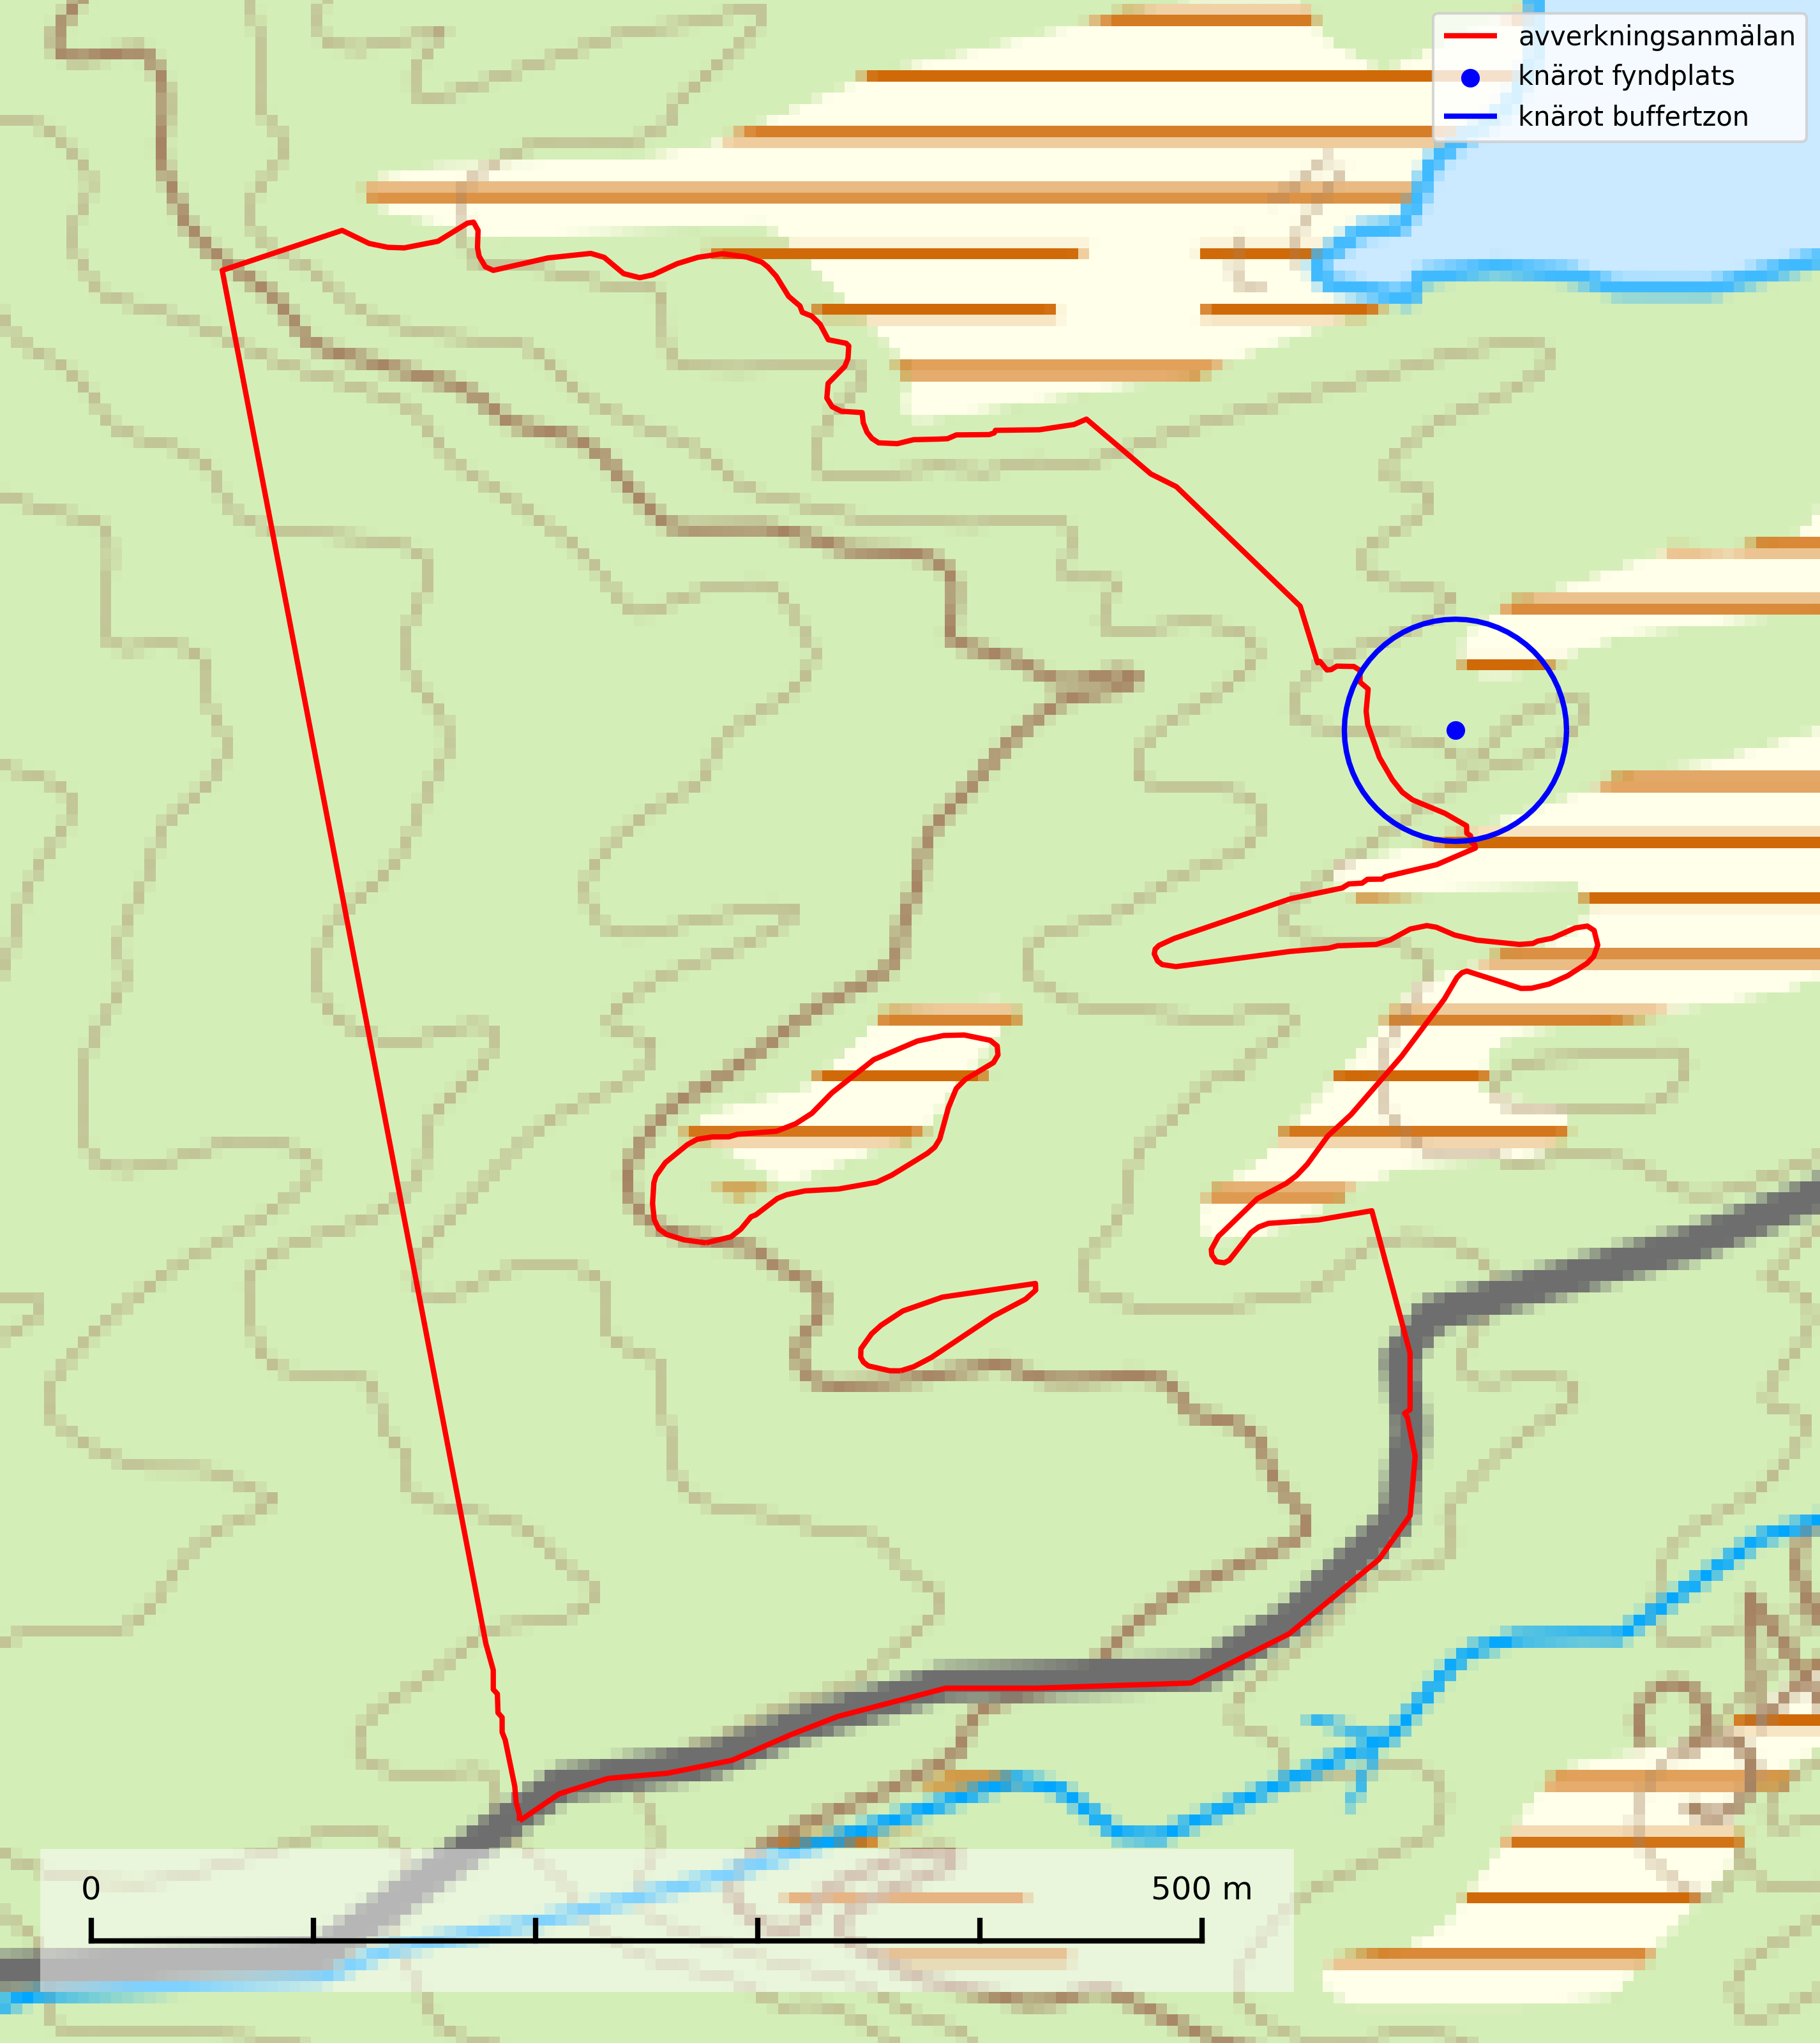 avverkningsanmälan
knärot fyndplats
knärot buffertzon
0 500 m